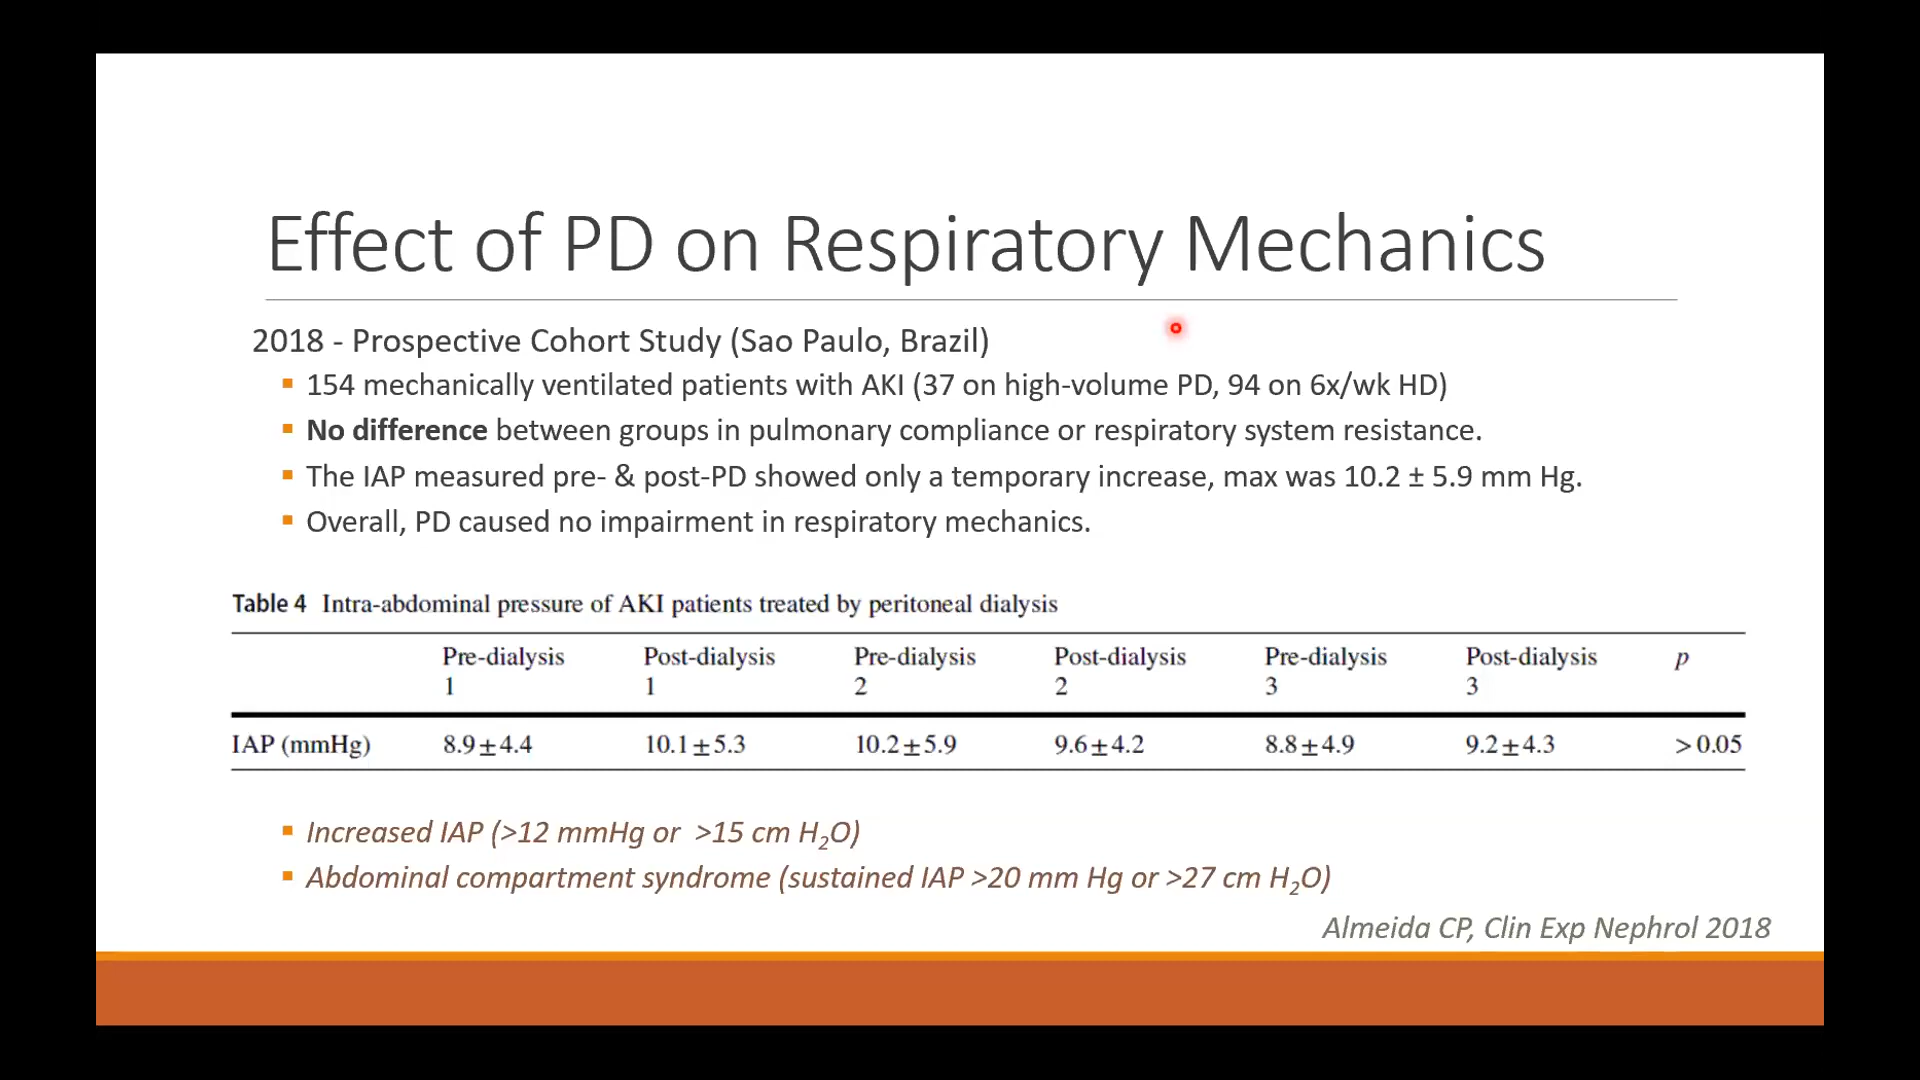 Effect of PD on Respiratory Mechanics
2018 - Prospective Cohort Study (Sao Paulo, Brazil)
▪ 154 mechanically ventilated patients with AKI (37 on high-volume PD, 94 on 6x/wk HD)
▪ No difference between groups in pulmonary compliance or respiratory system resistance.
▪ The IAP measured pre- & post-PD showed only a temporary increase, max was 10.2 ± 5.9 mm Hg.
▪ Overall, PD caused no impairment in respiratory mechanics.
Table 4 Intra-abdominal pressure of AKI patients treated by peritoneal dialysis
Pre-dialysis Post-dialysis Pre-dialysis Post-dialysis Pre-dialysis Post-dialysis p
1 1 2 2 3 3
IAP (mmHg) 8.9±4.4 10.1±5.3 10.2±5.9 9.6±4.2 8.8±4.9 9.2±4.3 >0.05
▪ Increased IAP (>12 mmHg or >15 cm H₂O)
▪ Abdominal compartment syndrome (sustained IAP >20 mm Hg or >27 cm H₂O)
Almeida CP, Clin Exp Nephrol 2018